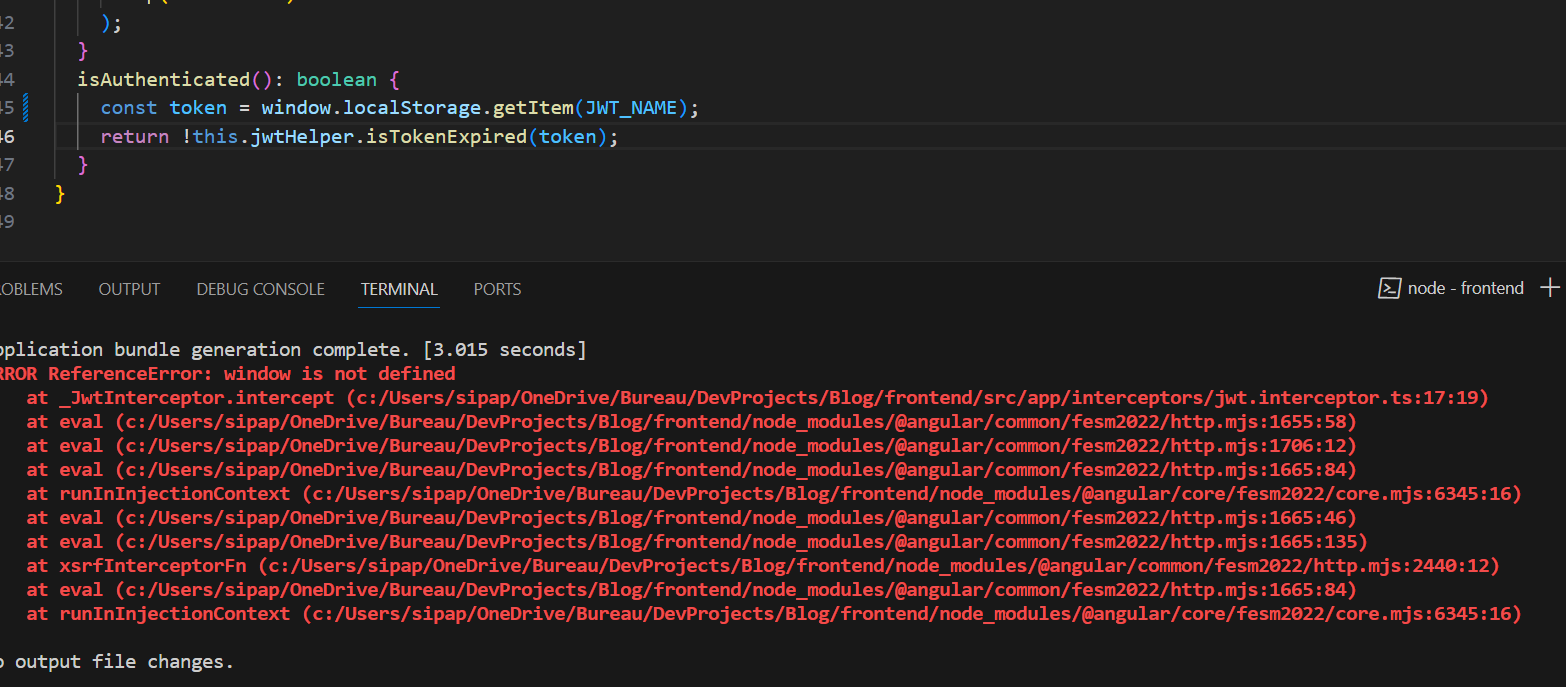 42 );
43 }
44 isAuthenticated(): boolean {
45 const token = window.localStorage.getItem(JWT_NAME);
46 return !this.jwtHelper.isTokenExpired(token);
47 }
48 }
49
OBLEMS OUTPUT DEBUG CONSOLE TERMINAL PORTS node - frontend
pplication bundle generation complete. [3.015 seconds]
RROR ReferenceError: window is not defined
at _JwtInterceptor.intercept (c:/Users/sipap/OneDrive/Bureau/DevProjects/Blog/frontend/src/app/interceptors/jwt.interceptor.ts:17:19)
at eval (c:/Users/sipap/OneDrive/Bureau/DevProjects/Blog/frontend/node_modules/@angular/common/fesm2022/http.mjs:1655:58)
at eval (c:/Users/sipap/OneDrive/Bureau/DevProjects/Blog/frontend/node_modules/@angular/common/fesm2022/http.mjs:1706:12)
at eval (c:/Users/sipap/OneDrive/Bureau/DevProjects/Blog/frontend/node_modules/@angular/common/fesm2022/http.mjs:1665:84)
at runInInjectionContext (c:/Users/sipap/OneDrive/Bureau/DevProjects/Blog/frontend/node_modules/@angular/core/fesm2022/core.mjs:6345:16)
at eval (c:/Users/sipap/OneDrive/Bureau/DevProjects/Blog/frontend/node_modules/@angular/common/fesm2022/http.mjs:1665:46)
at eval (c:/Users/sipap/OneDrive/Bureau/DevProjects/Blog/frontend/node_modules/@angular/common/fesm2022/http.mjs:1665:135)
at xsrfInterceptorFn (c:/Users/sipap/OneDrive/Bureau/DevProjects/Blog/frontend/node_modules/@angular/common/fesm2022/http.mjs:2440:12)
at eval (c:/Users/sipap/OneDrive/Bureau/DevProjects/Blog/frontend/node_modules/@angular/common/fesm2022/http.mjs:1665:84)
at runInInjectionContext (c:/Users/sipap/OneDrive/Bureau/DevProjects/Blog/frontend/node_modules/@angular/core/fesm2022/core.mjs:6345:16)
o output file changes.